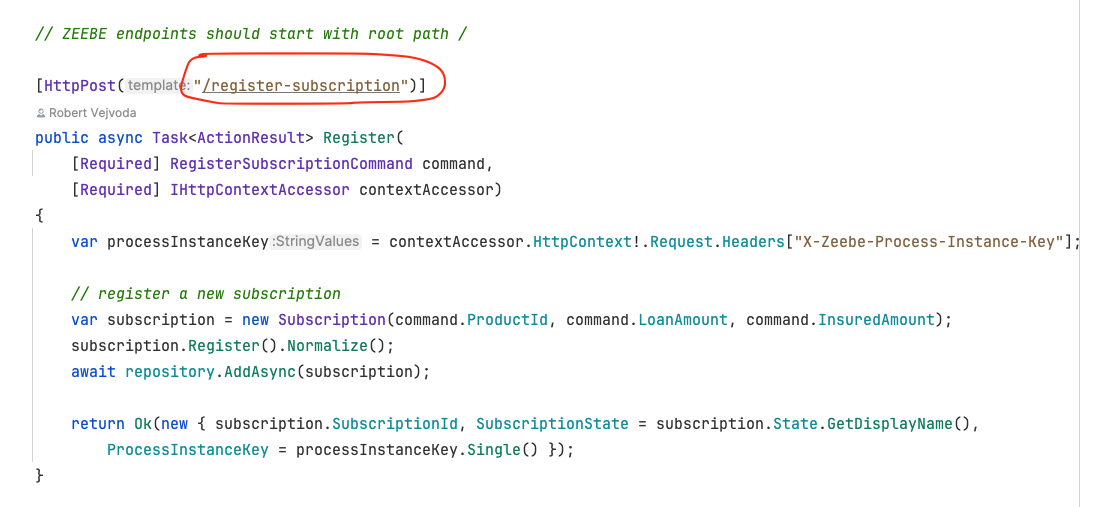 // ZEEBE endpoints should start with root path /
[HttpPost( template: "/register-subscription")]
Robert Vejvoda
public async Task<ActionResult> Register(
[Required] RegisterSubscriptionCommand command,
[Required] IHttpContextAccessor contextAccessor)
{
var processInstanceKey :StringValues = contextAccessor.HttpContext!.Request.Headers["X-Zeebe-Process-Instance-Key"];
// register a new subscription
var subscription = new Subscription(command.ProductId, command.LoanAmount, command.InsuredAmount);
subscription.Register().Normalize();
await repository.AddAsync(subscription);
return Ok(new { subscription.SubscriptionId, SubscriptionState = subscription.State.GetDisplayName(),
ProcessInstanceKey = processInstanceKey.Single() });
}